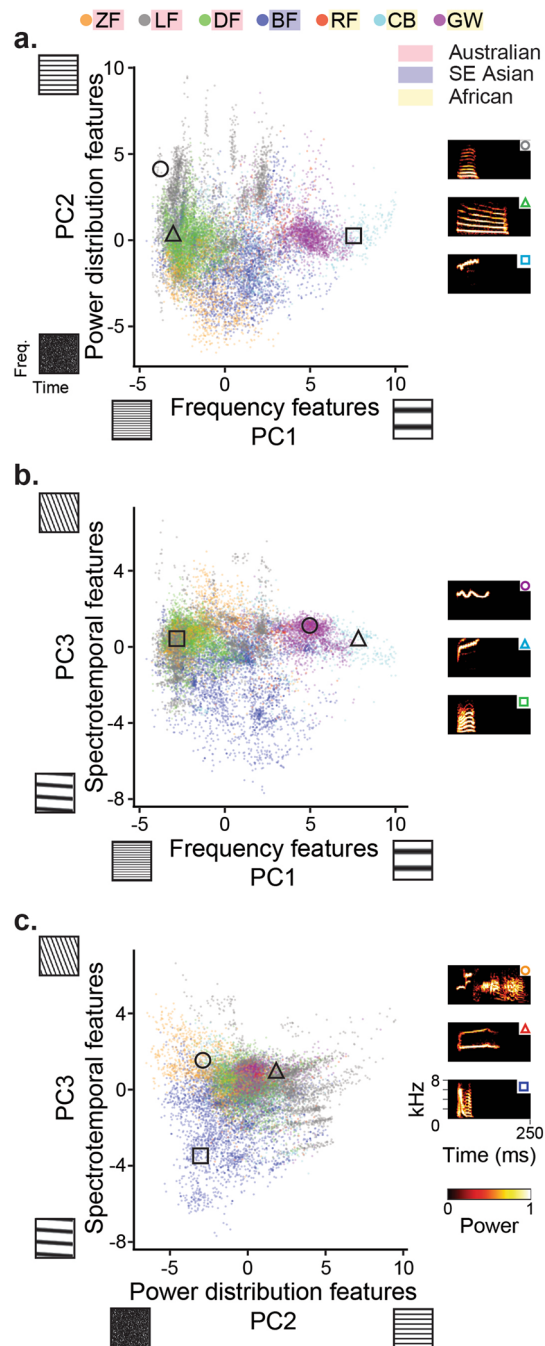 ZF LF DF BF RF CB GW
a.
Australian
SE Asian
African
PC2
Power distribution features
10
5
0
-5
Freq.
Time
-5 0 5 10
Frequency features
PC1
b.
PC3
Spectrotemporal features
4
0
-4
-8
-5 0 5 10
Frequency features
PC1
c.
PC3
Spectrotemporal features
4
0
-4
-8
-5 0 5 10
Power distribution features
PC2
8
kHz
0
250
Time (ms)
0 1
Power